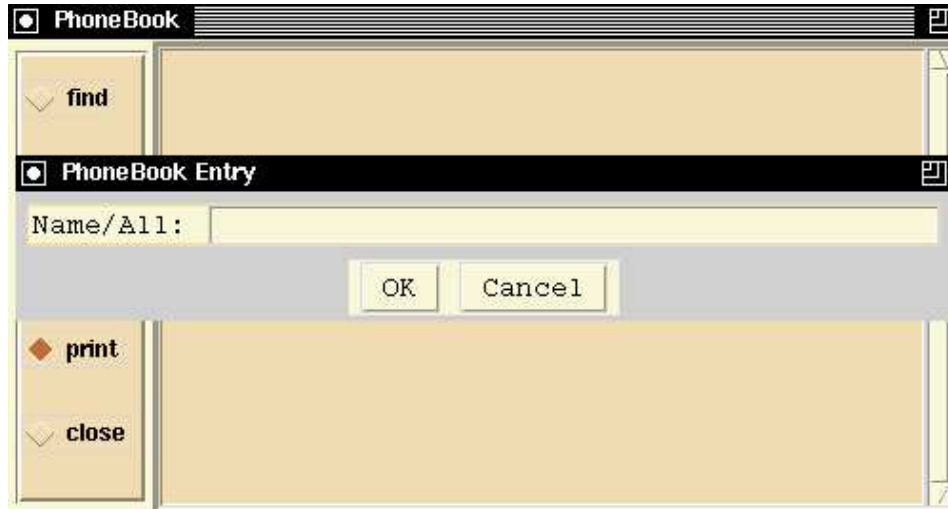 PhoneBook
find
PhoneBook Entry
Name/All:
OK Cancel
print
close